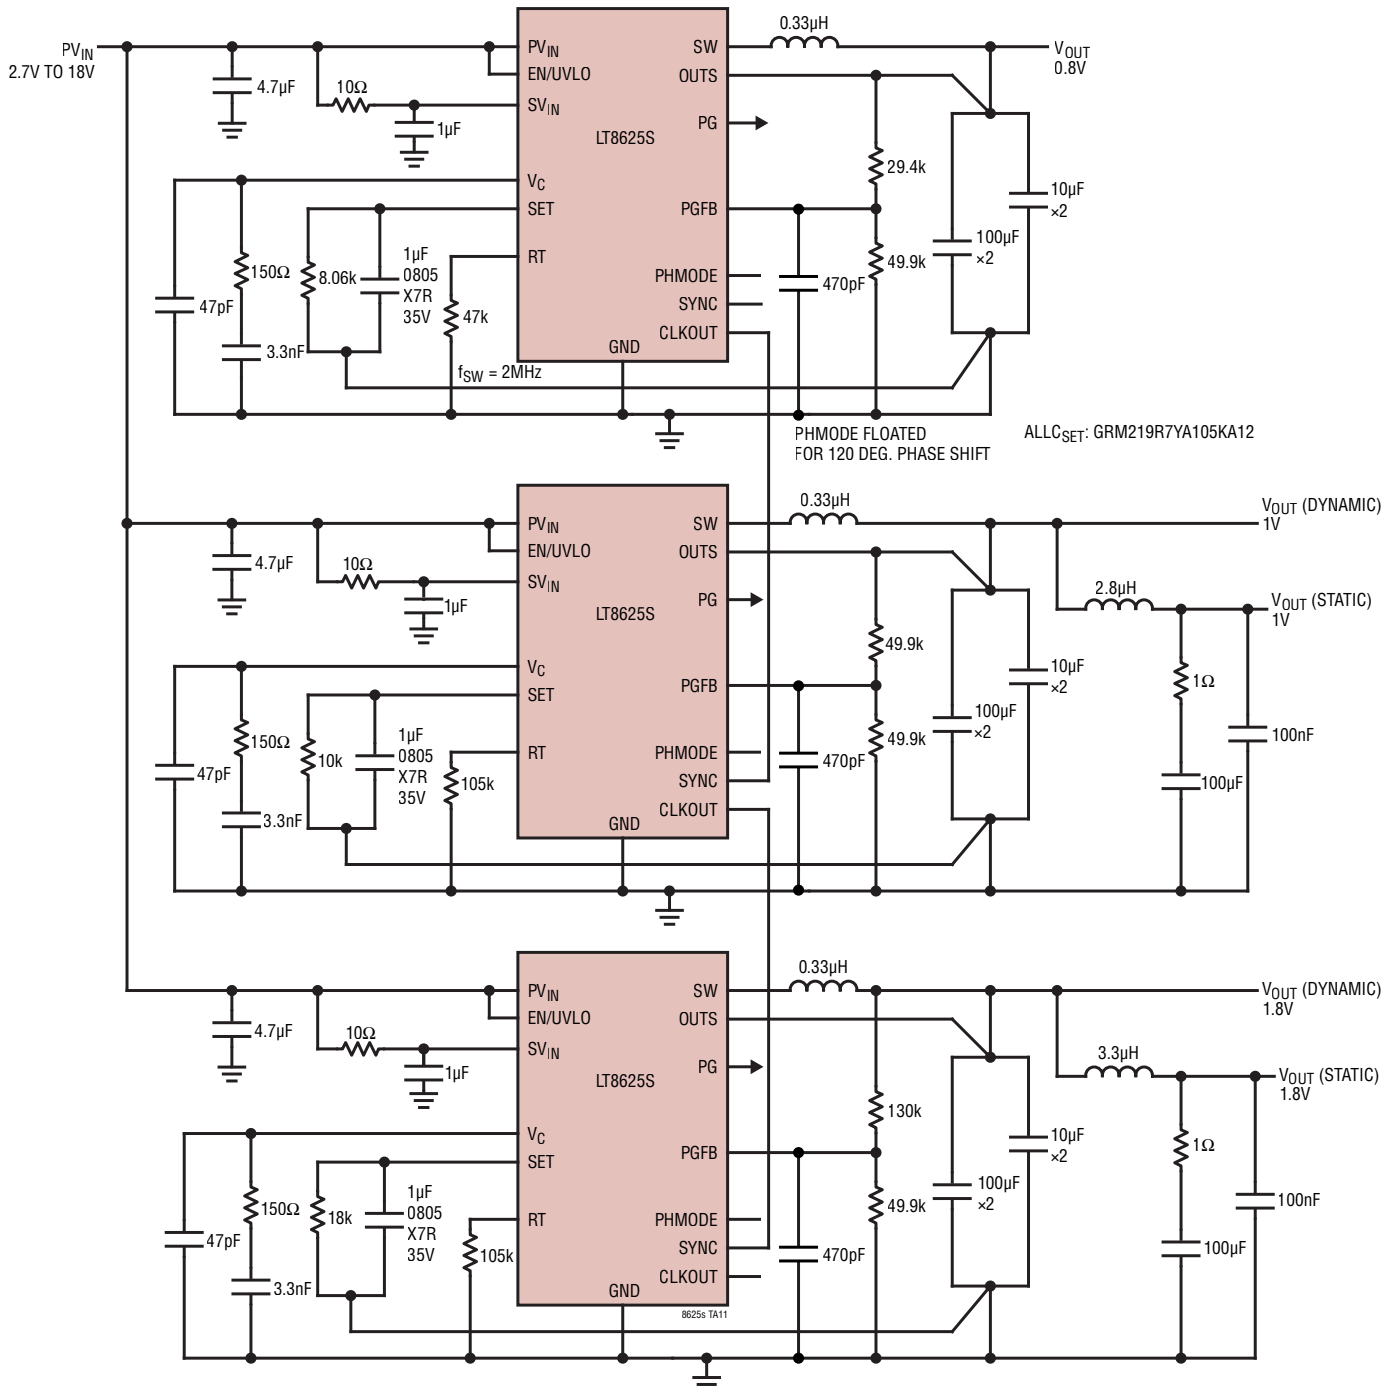 PVIN
2.7V TO 18V
4.7µF
10Ω
1µF
PVIN
EN/UVLO
SVIN
LT8625S
VC
SET
RT
GND
SW
OUTS
PG
PGFB
PHMODE
SYNC
CLKOUT
0.33µH
VOUT
0.8V
29.4k
49.9k
470pF
100µF
×2
10µF
×2
47pF
150Ω
3.3nF
8.06k
1µF
0805
X7R
35V
47k
fSW = 2MHz
PHMODE FLOATED
FOR 120 DEG. PHASE SHIFT
ALLCSET: GRM219R7YA105KA12
4.7µF
10Ω
1µF
PVIN
EN/UVLO
SVIN
LT8625S
VC
SET
RT
GND
SW
OUTS
PG
PGFB
PHMODE
SYNC
CLKOUT
0.33µH
VOUT (DYNAMIC)
1V
2.8µH
VOUT (STATIC)
1V
49.9k
49.9k
470pF
100µF
×2
10µF
×2
1Ω
100µF
100nF
47pF
150Ω
3.3nF
10k
1µF
0805
X7R
35V
105k
4.7µF
10Ω
1µF
PVIN
EN/UVLO
SVIN
LT8625S
VC
SET
RT
GND
SW
OUTS
PG
PGFB
PHMODE
SYNC
CLKOUT
8625s TA11
0.33µH
VOUT (DYNAMIC)
1.8V
3.3µH
VOUT (STATIC)
1.8V
130k
49.9k
470pF
100µF
×2
10µF
×2
1Ω
100µF
100nF
47pF
150Ω
3.3nF
18k
1µF
0805
X7R
35V
105k